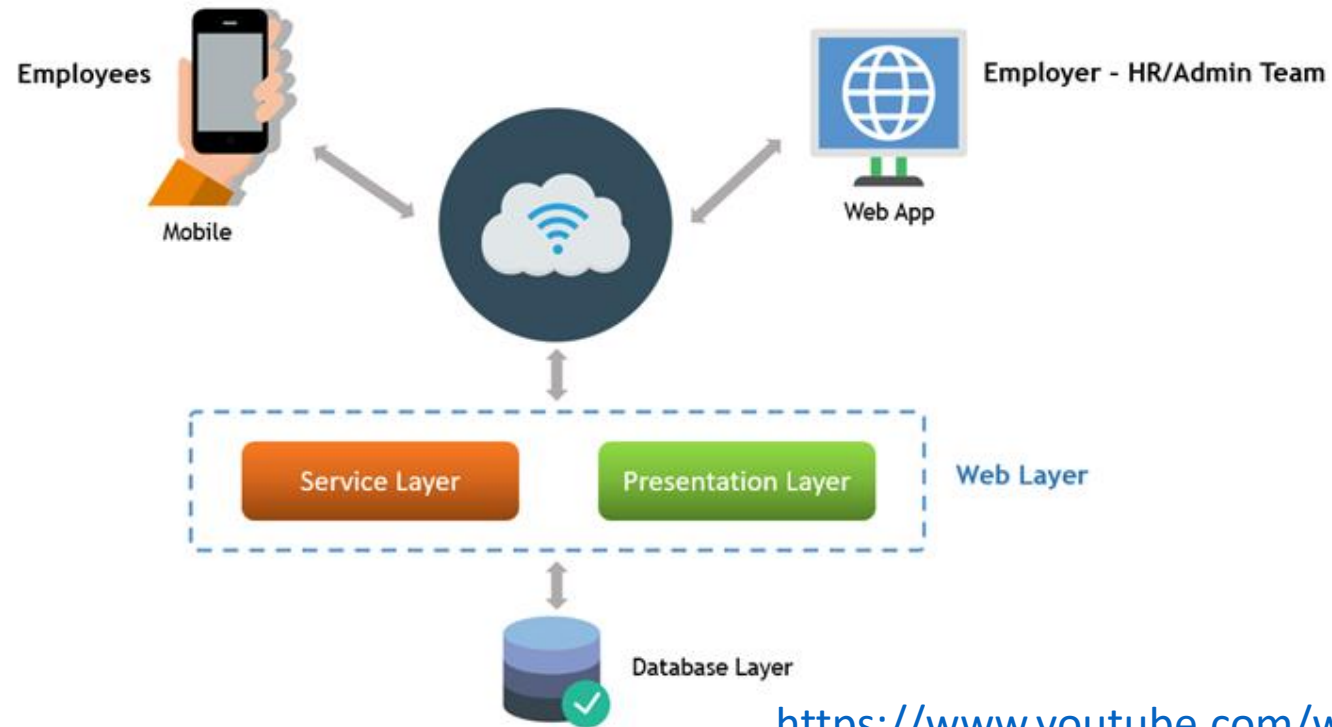 Employees
Employer - HR/Admin Team
Mobile
Web App
Service Layer
Presentation Layer
Web Layer
Database Layer